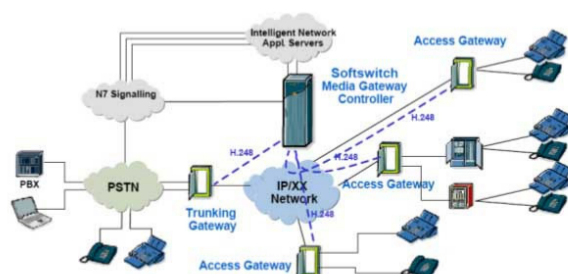 Intelligent Network
Appl. Servers
Access Gateway
Softswitch
Media Gateway
Controller
N7 Signalling
H.248
H.248
H.248
PBX
PSTN
IP/XX
Network
Access Gateway
Trunking
Gateway
H.248
Access Gateway